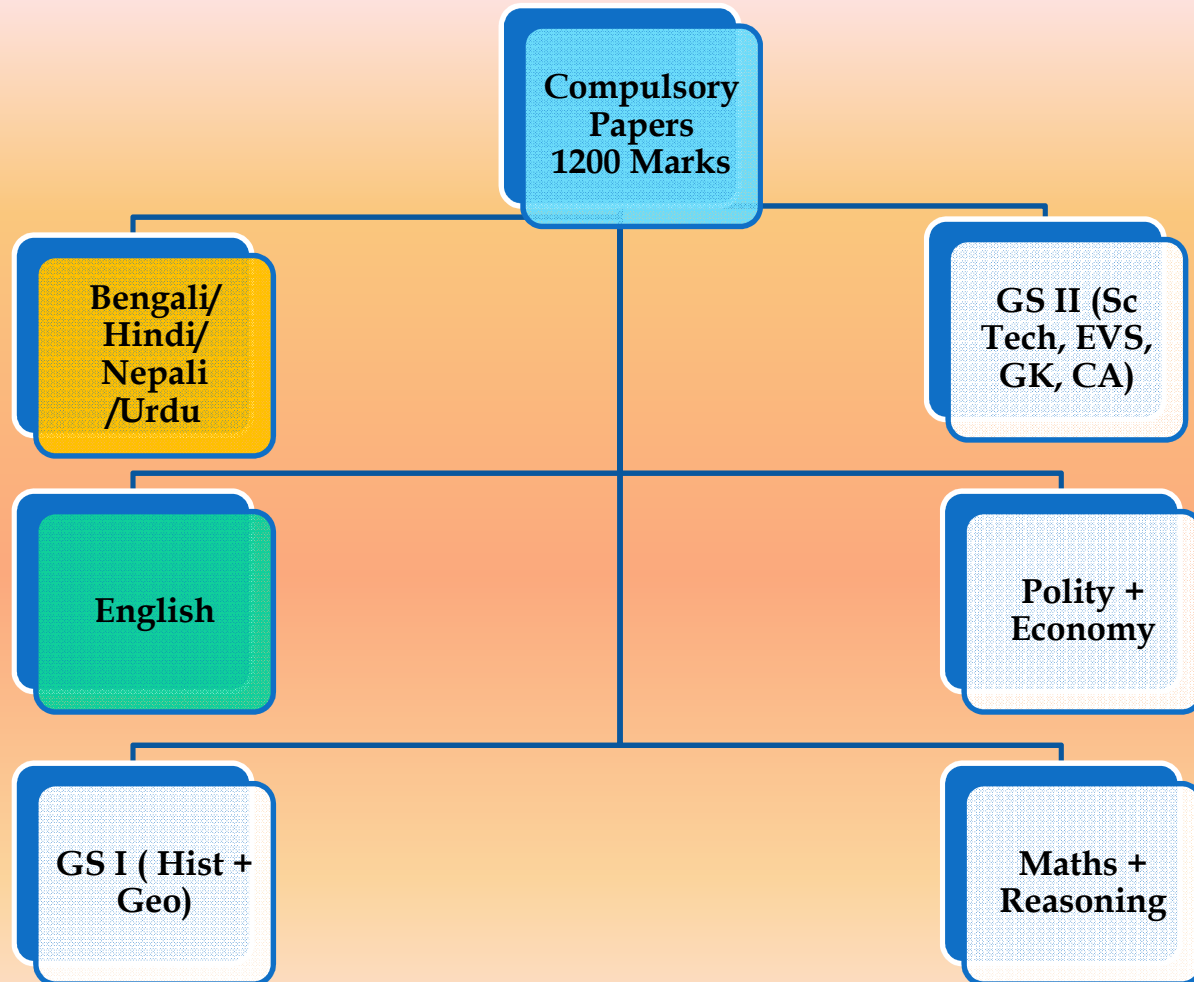 Compulsory
Papers
1200 Marks
Bengali/
Hindi/
Nepali
/Urdu
GS II (Sc
Tech, EVS,
GK, CA)
English
Polity +
Economy
GS I ( Hist +
Geo)
Maths +
Reasoning